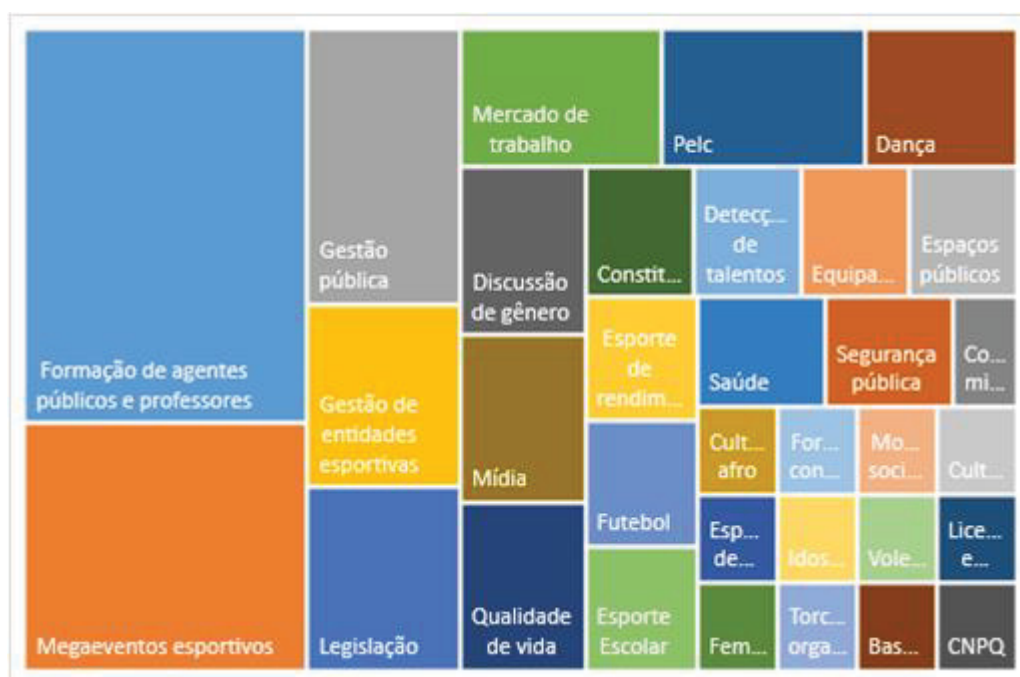 Formação de agentes
públicos e professores
Megaeventos esportivos
Gestão
pública
Gestão de
entidades
esportivas
Legislação
Mercado de
trabalho
Pelc
Dança
Discussão
de gênero
Mídia
Qualidade
de vida
Constit...
Detecç...
de
talentos
Equipa...
Espaços
públicos
Esporte
de
rendim...
Futebol
Esporte
Escolar
Saúde
Segurança
pública
Co...
mi...
Cult...
afro
For...
con...
Mo...
soci...
Cult...
Esp...
de...
Idos...
Vole...
Lice...
e...
Fem...
Torc...
orga...
Bas...
CNPQ